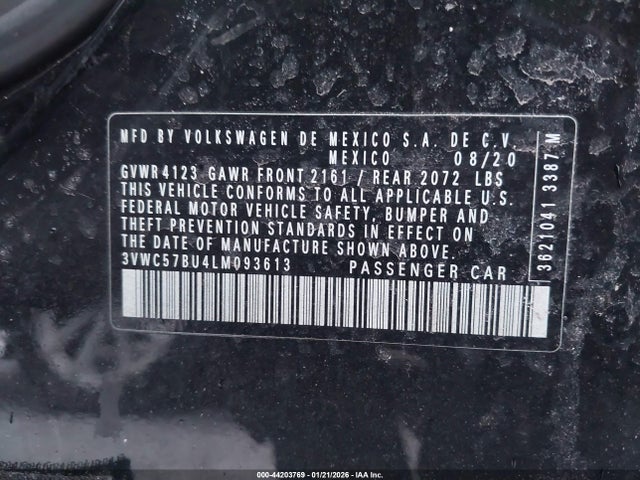 MFD BY VOLKSWAGEN DE MEXICO S.A. DE C.V.
MEXICO 08/20
GVWR 4123 GAWR FRONT 2161 / REAR 2072 LBS
THIS VEHICLE CONFORMS TO ALL APPLICABLE U.S.
FEDERAL MOTOR VEHICLE SAFETY, BUMPER AND
THEFT PREVENTION STANDARDS IN EFFECT ON
THE DATE OF MANUFACTURE SHOWN ABOVE.
3VWC57BU4LM093613 PASSENGER CAR
3621041 3387 M
000-44203769 - 01/21/2026 - IAA Inc.